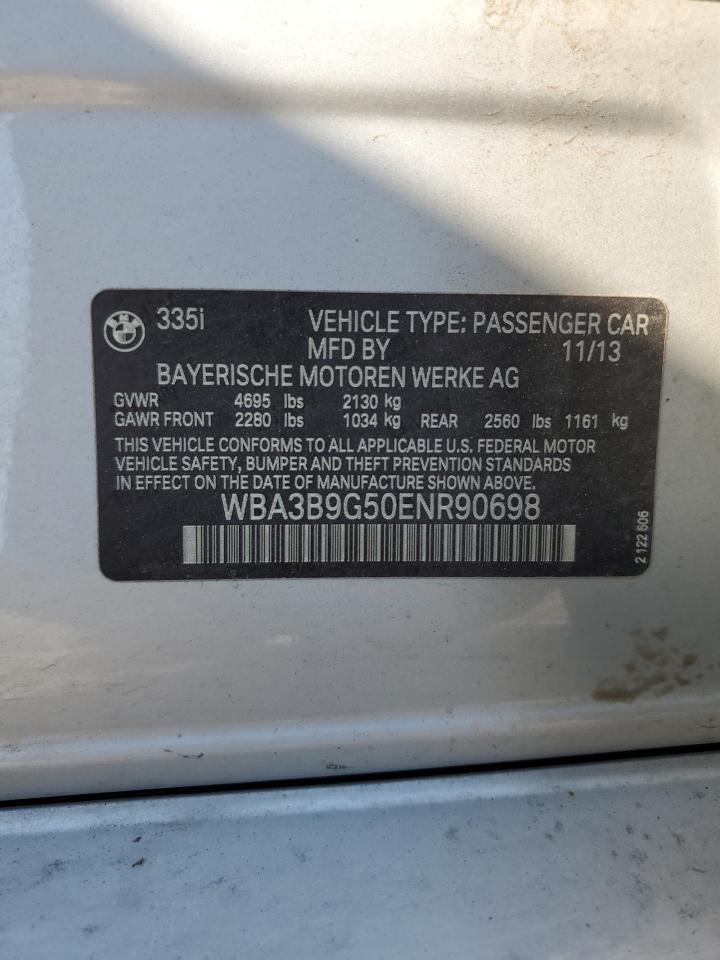 BMW 335i VEHICLE TYPE: PASSENGER CAR
MFD BY 11/13
BAYERISCHE MOTOREN WERKE AG
GVWR 4695 lbs 2130 kg
GAWR FRONT 2280 lbs 1034 kg REAR 2560 lbs 1161 kg
THIS VEHICLE CONFORMS TO ALL APPLICABLE U.S. FEDERAL MOTOR
VEHICLE SAFETY, BUMPER AND THEFT PREVENTION STANDARDS
IN EFFECT ON THE DATE OF MANUFACTURE SHOWN ABOVE.
WBA3B9G50ENR90698
2 122 606